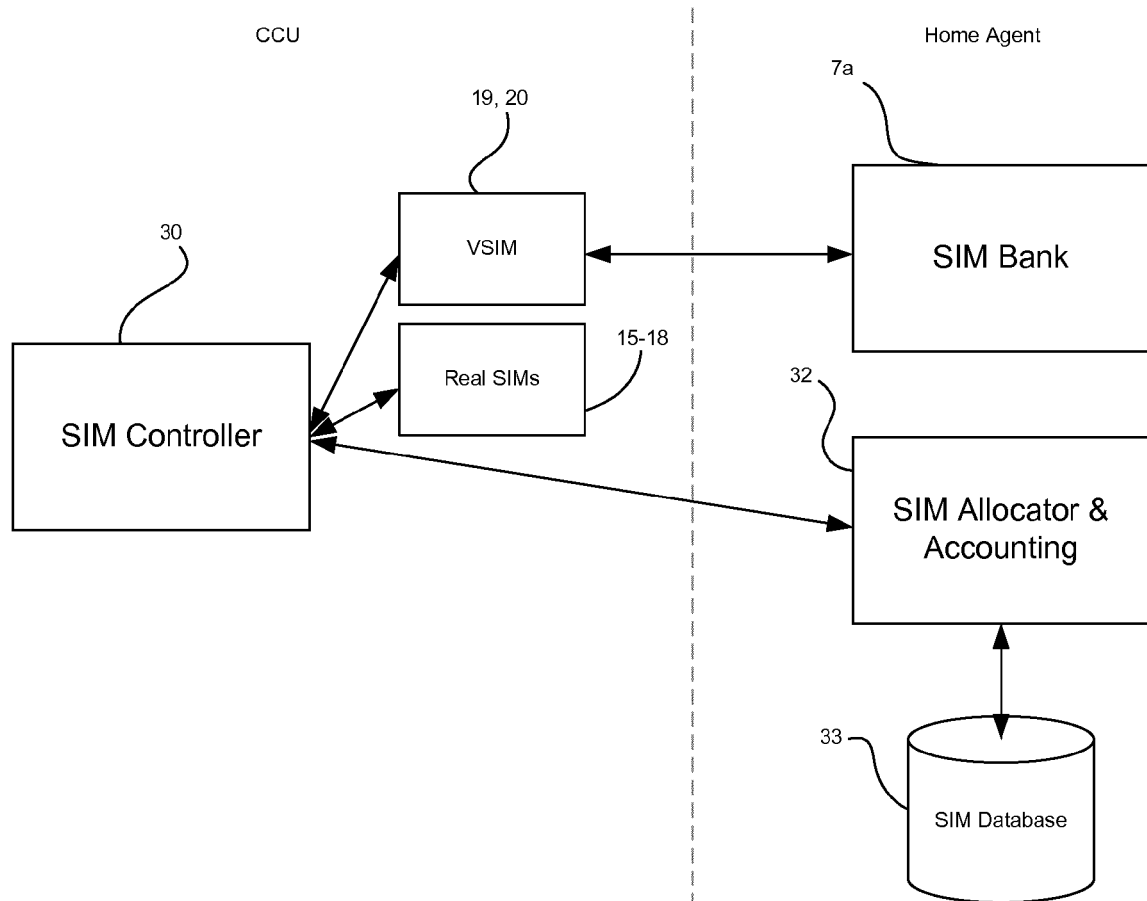 CCU
Home Agent
7a
19, 20
SIM Bank
VSIM
30
15-18
Real SIMs
32
SIM Controller
SIM Allocator &
Accounting
33
SIM Database